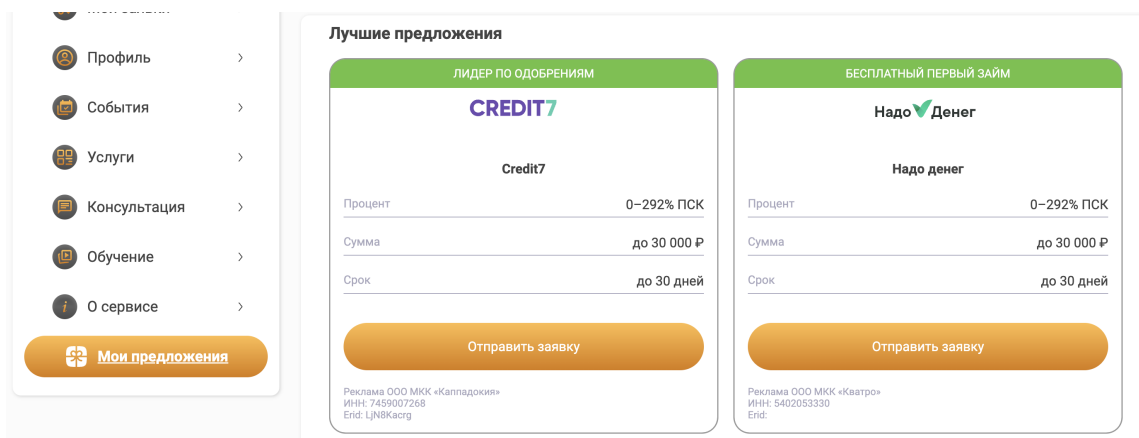 Профиль
События
Услуги
Консультация
Обучение
О сервисе
Мои предложения
Лучшие предложения
ЛИДЕР ПО ОДОБРЕНИЯМ
CREDIT7
Credit7
Процент 0–292% ПСК
Сумма до 30 000 ₽
Срок до 30 дней
Отправить заявку
Реклама ООО МКК «Каппадокия»
ИНН: 7459007268
Erid: LjN8Kacrg
БЕСПЛАТНЫЙ ПЕРВЫЙ ЗАЙМ
Надо Денег
Надо денег
Процент 0–292% ПСК
Сумма до 30 000 ₽
Срок до 30 дней
Отправить заявку
Реклама ООО МКК «Кватро»
ИНН: 5402053330
Erid: